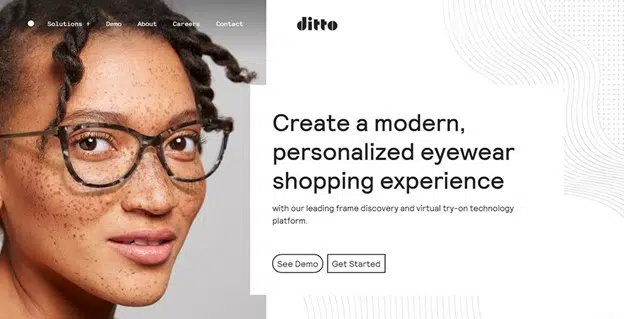 Solutions + Demo About Careers Contact
ditto
Create a modern,
personalized eyewear
shopping experience
with our leading frame discovery and virtual try-on technology
platform.
See Demo Get Started